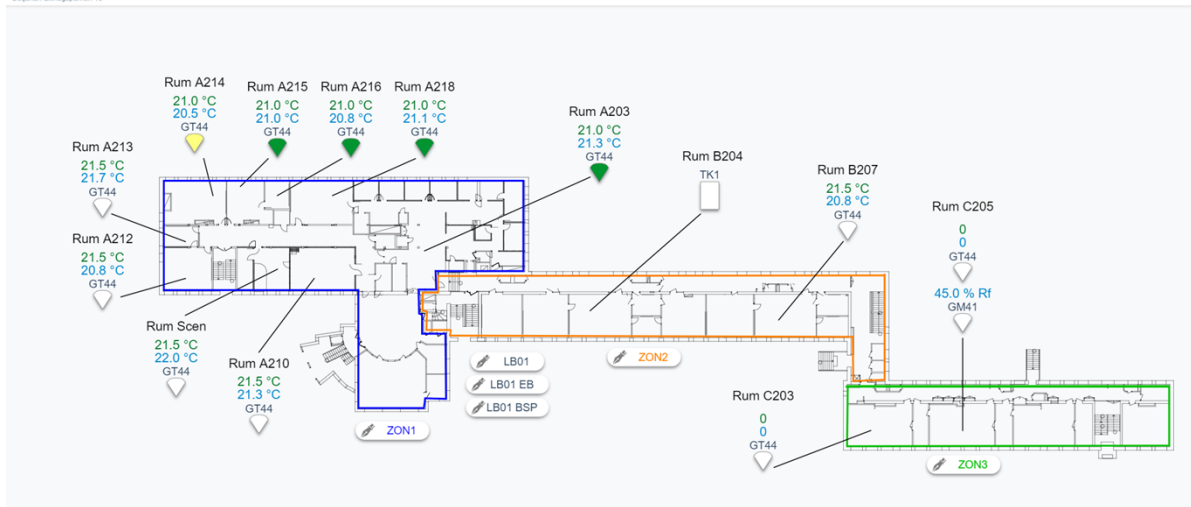 Rum A214
21.0 °C
20.5 °C
GT44
Rum A215
21.0 °C
21.0 °C
GT44
Rum A216
21.0 °C
20.8 °C
GT44
Rum A218
21.0 °C
21.1 °C
GT44
Rum A203
21.0 °C
21.3 °C
GT44
Rum A213
21.5 °C
21.7 °C
GT44
Rum B204
TK1
Rum B207
21.5 °C
20.8 °C
GT44
Rum C205
0
0
GT44
45.0 % Rf
GM41
Rum A212
21.5 °C
20.8 °C
GT44
Rum Scen
21.5 °C
22.0 °C
GT44
Rum A210
21.5 °C
21.3 °C
GT44
LB01
LB01 EB
LB01 BSP
ZON1
ZON2
Rum C203
0
0
GT44
ZON3